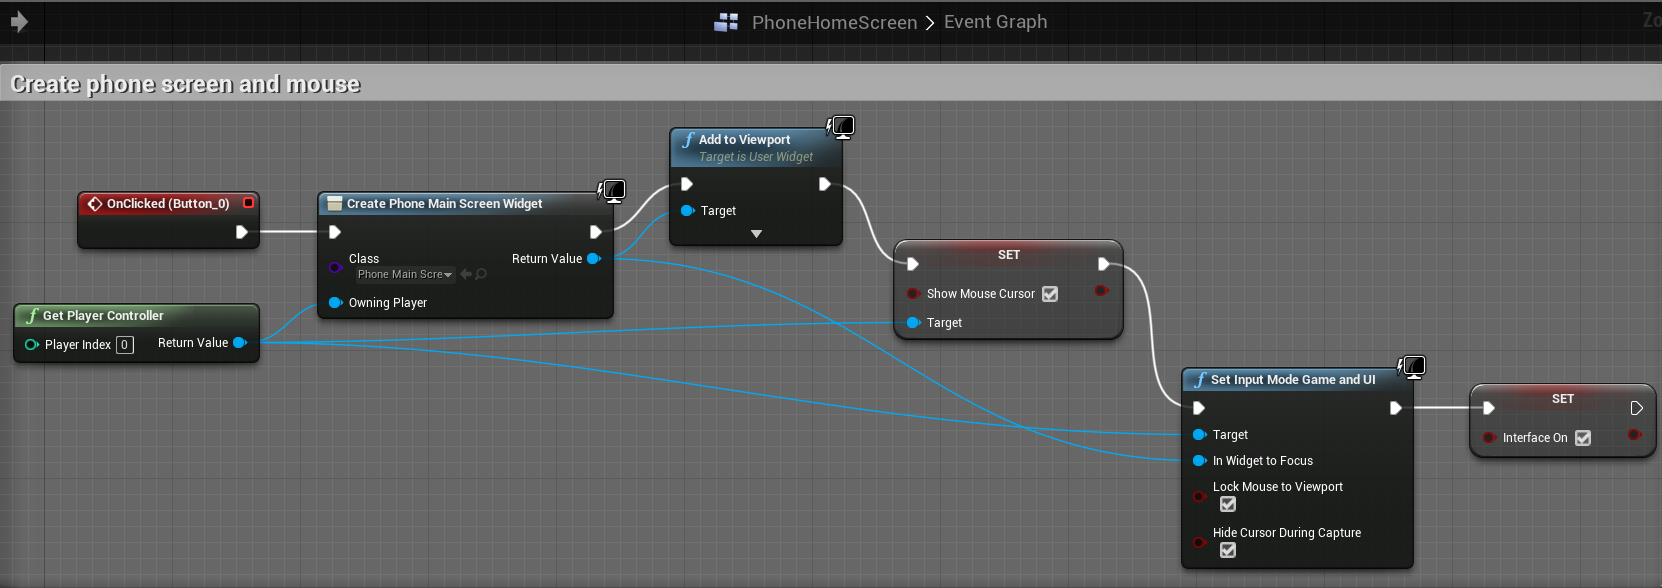 PhoneHomeScreen > Event Graph
Zo
Create phone screen and mouse
OnClicked (Button_0)
Create Phone Main Screen Widget
Class
Phone Main Scre
Return Value
Owning Player
Get Player Controller
Player Index 0
Return Value
Add to Viewport
Target is User Widget
Target
SET
Show Mouse Cursor
Target
Set Input Mode Game and UI
Target
In Widget to Focus
Lock Mouse to Viewport
Hide Cursor During Capture
SET
Interface On